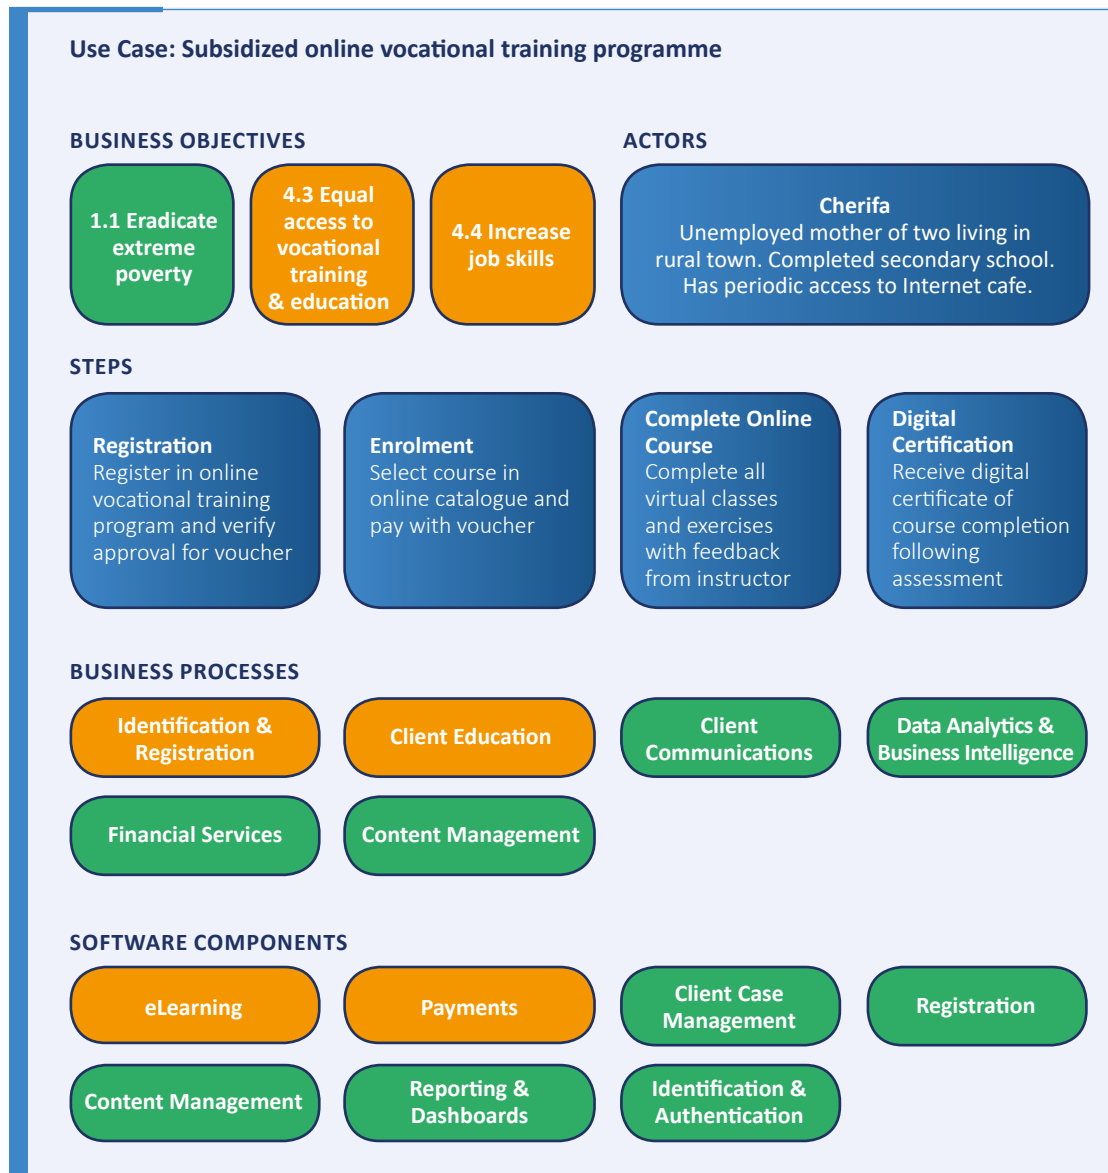 Use Case: Subsidized online vocational training programme
BUSINESS OBJECTIVES
1.1 Eradicate
extreme
poverty
4.3 Equal
access to
vocational
training
& education
4.4 Increase
job skills
ACTORS
Cherifa
Unemployed mother of two living in
rural town. Completed secondary school.
Has periodic access to Internet cafe.
STEPS
Registration
Register in online
vocational training
program and verify
approval for voucher
Enrolment
Select course in
online catalogue and
pay with voucher
Complete Online
Course
Complete all
virtual classes
and exercises
with feedback
from instructor
Digital
Certification
Receive digital
certificate of
course completion
following
assessment
BUSINESS PROCESSES
Identification &
Registration
Client Education
Client
Communications
Data Analytics &
Business Intelligence
Financial Services
Content Management
SOFTWARE COMPONENTS
eLearning
Payments
Client Case
Management
Registration
Content Management
Reporting &
Dashboards
Identification &
Authentication